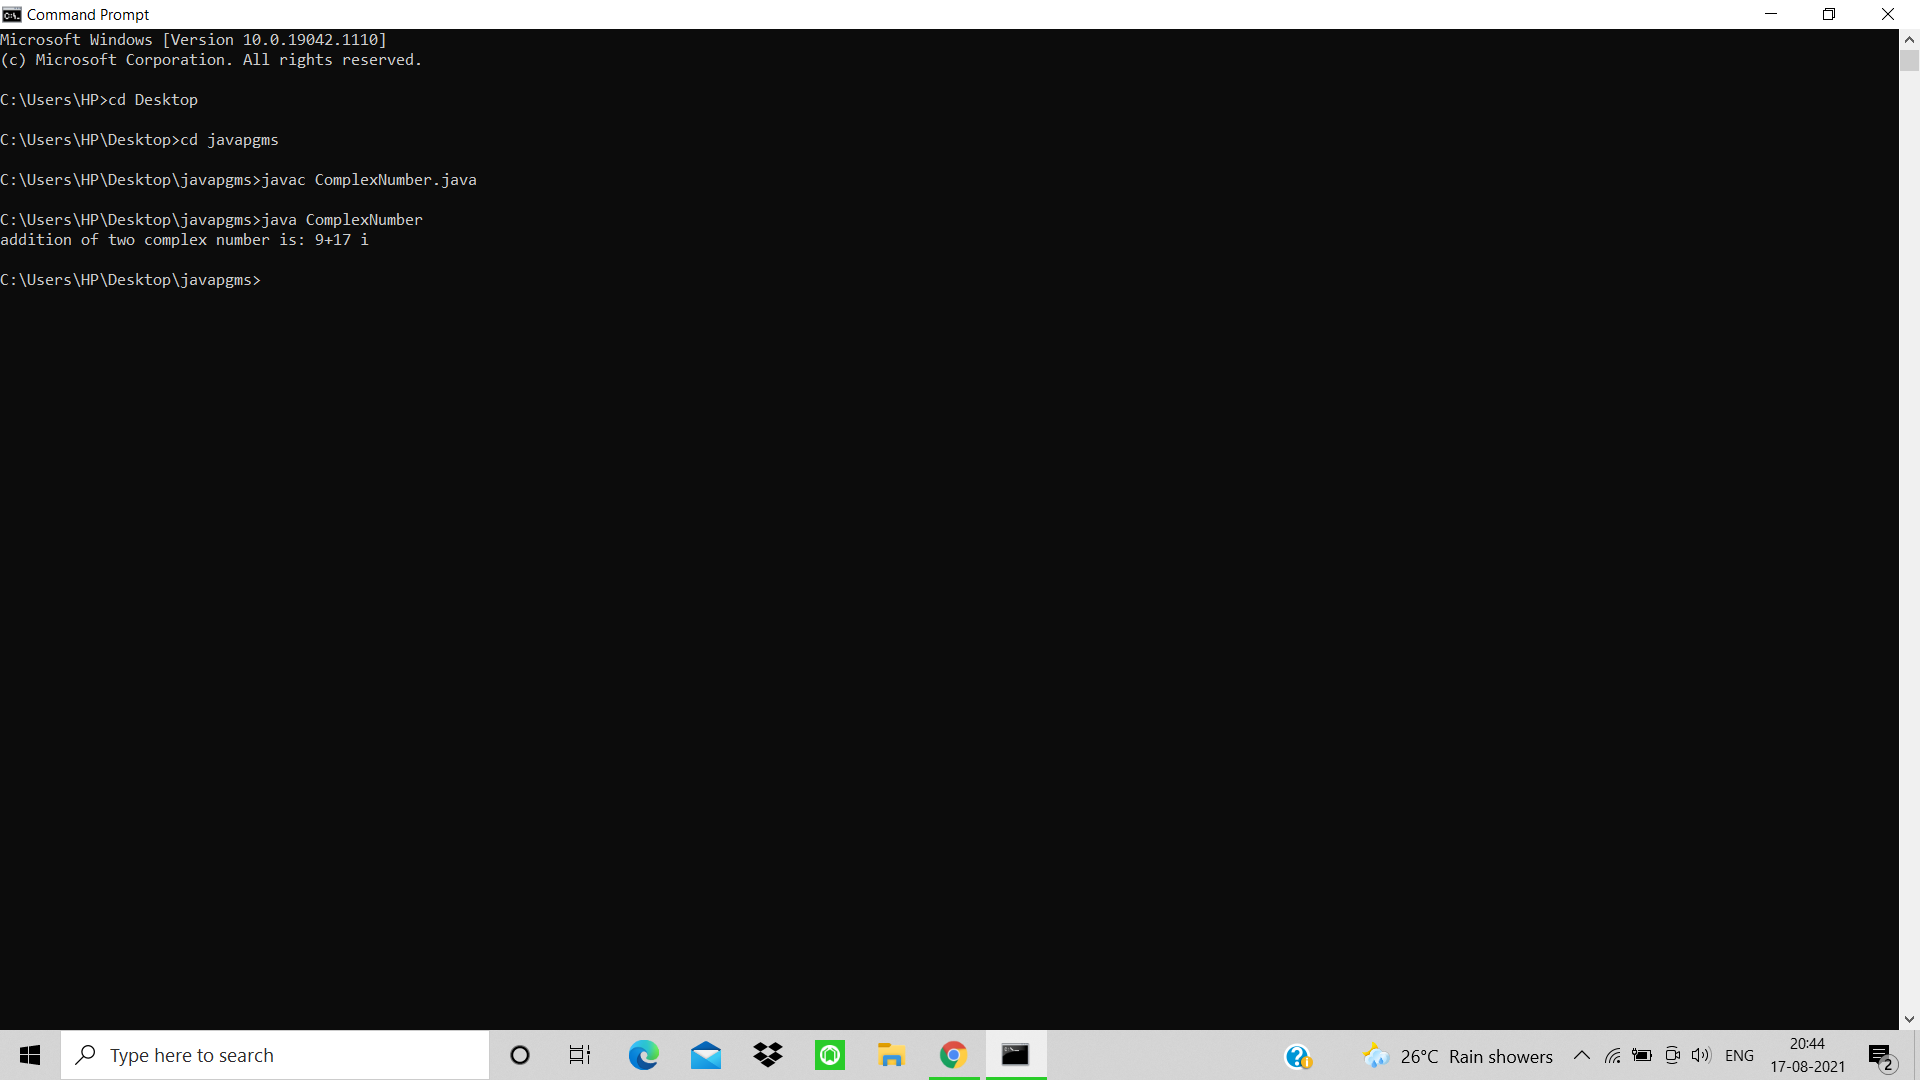 Command Prompt
Microsoft Windows [Version 10.0.19042.1110]
(c) Microsoft Corporation. All rights reserved.
C:\Users\HP>cd Desktop
C:\Users\HP\Desktop>cd javapgms
C:\Users\HP\Desktop\javapgms>javac ComplexNumber.java
C:\Users\HP\Desktop\javapgms>java ComplexNumber
addition of two complex number is: 9+17 i
C:\Users\HP\Desktop\javapgms>
Type here to search
26°C Rain showers
ENG
20:44
17-08-2021
2